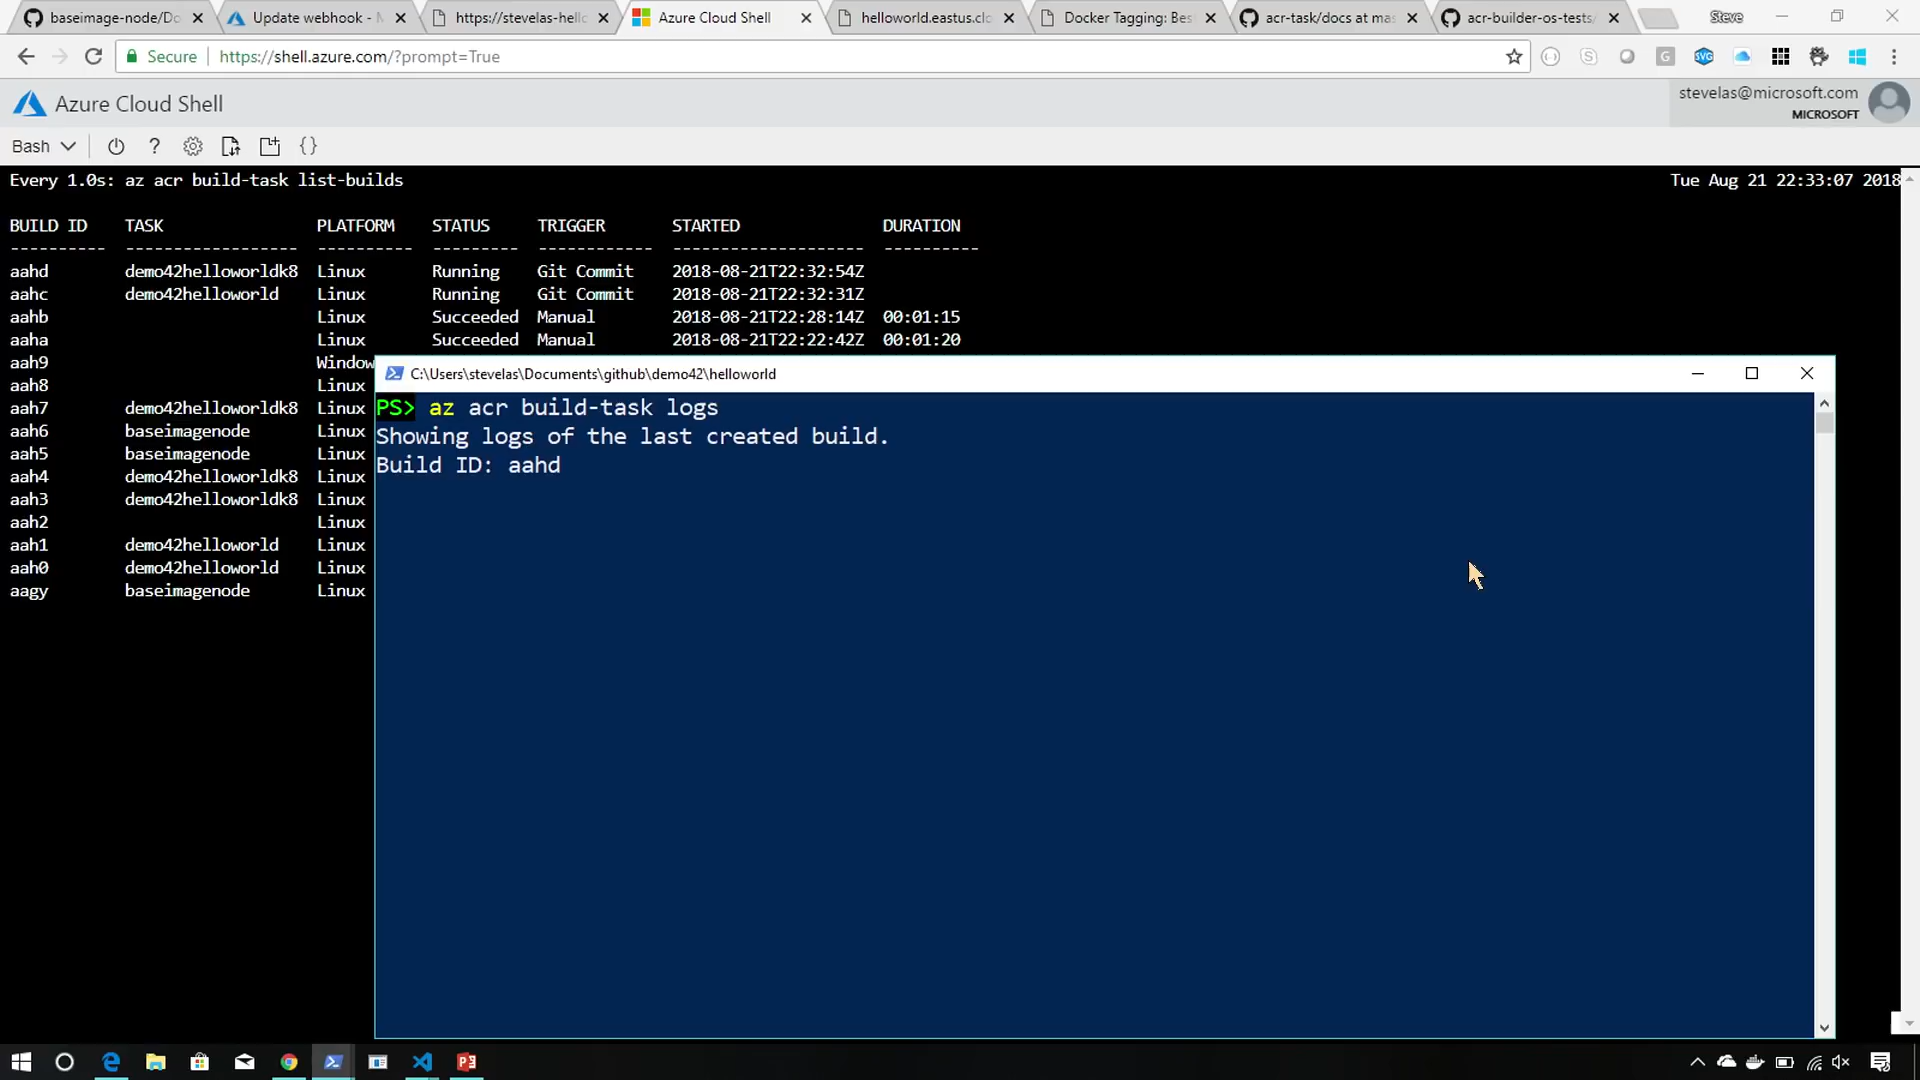 baseimage-node/Do
Update webhook - M
https://stevelas-hello
Azure Cloud Shell
helloworld.eastus.clo
Docker Tagging: Bes
acr-task/docs at mas
acr-builder-os-tests/
Steve
Secure
https://shell.azure.com/?prompt=True
Azure Cloud Shell
stevelas@microsoft.com
MICROSOFT
Bash
Every 1.0s: az acr build-task list-builds
Tue Aug 21 22:33:07 2018
BUILD ID TASK PLATFORM STATUS TRIGGER STARTED DURATION
---------- ------------------ ---------- --------- ------------ -------------------- ----------
aahd demo42helloworldk8 Linux Running Git Commit 2018-08-21T22:32:54Z
aahc demo42helloworld Linux Running Git Commit 2018-08-21T22:32:31Z
aahb Linux Succeeded Manual 2018-08-21T22:28:14Z 00:01:15
aaha Linux Succeeded Manual 2018-08-21T22:22:42Z 00:01:20
aah9 Window
aah8 Linux
aah7 demo42helloworldk8 Linux
aah6 baseimagenode Linux
aah5 baseimagenode Linux
aah4 demo42helloworldk8 Linux
aah3 demo42helloworldk8 Linux
aah2 Linux
aah1 demo42helloworld Linux
aah0 demo42helloworld Linux
aagy baseimagenode Linux
C:\Users\stevelas\Documents\github\demo42\helloworld
PS> az acr build-task logs
Showing logs of the last created build.
Build ID: aahd